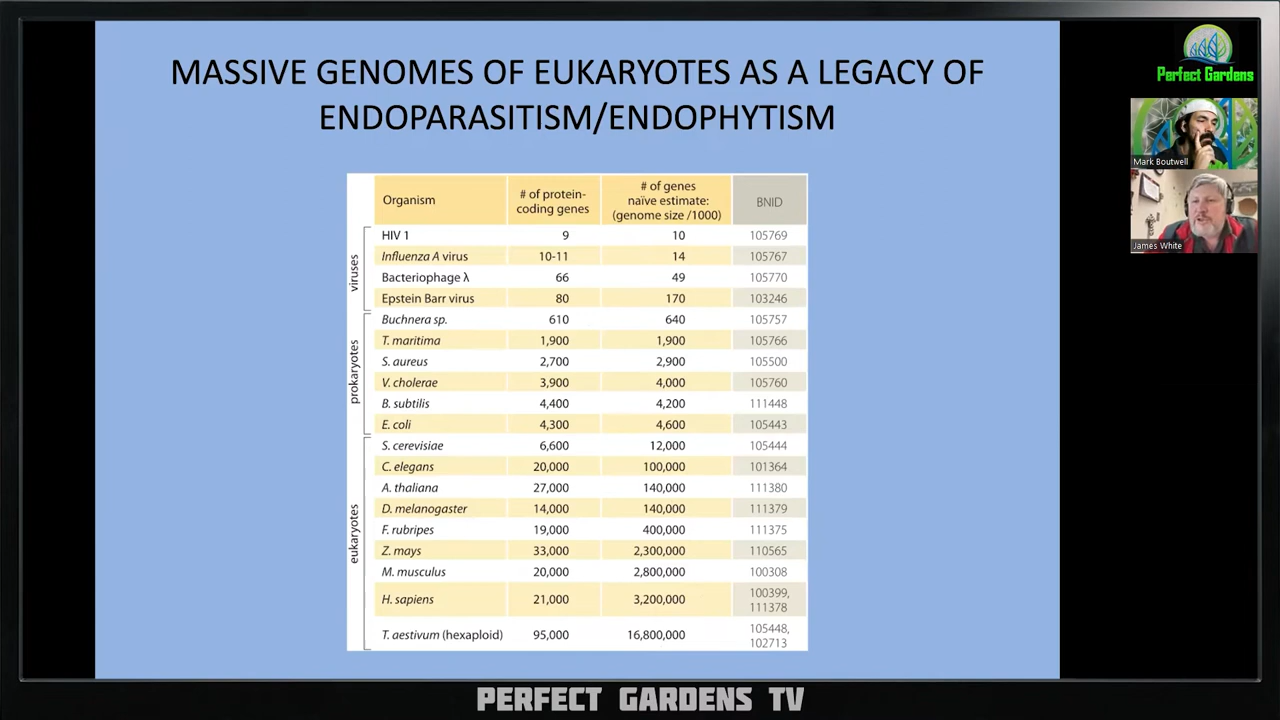 MASSIVE GENOMES OF EUKARYOTES AS A LEGACY OF
ENDOPARASITISM/ENDOPHYTISM
Organism # of protein-coding genes # of genes naïve estimate: (genome size /1000) BNID
viruses
HIV 1 9 10 105769
Influenza A virus 10-11 14 105767
Bacteriophage λ 66 49 105770
Epstein Barr virus 80 170 103246
prokaryotes
Buchnera sp. 610 640 105757
T. maritima 1,900 1,900 105766
S. aureus 2,700 2,900 105500
V. cholerae 3,900 4,000 105760
B. subtilis 4,400 4,200 111448
E. coli 4,300 4,600 105443
eukaryotes
S. cerevisiae 6,600 12,000 105444
C. elegans 20,000 100,000 101364
A. thaliana 27,000 140,000 111380
D. melanogaster 14,000 140,000 111379
F. rubripes 19,000 400,000 111375
Z. mays 33,000 2,300,000 110565
M. musculus 20,000 2,800,000 100308
H. sapiens 21,000 3,200,000 100399, 111378
T. aestivum (hexaploid) 95,000 16,800,000 105448, 102713
Perfect Gardens
Mark Boutwell
James White
PERFECT GARDENS TV